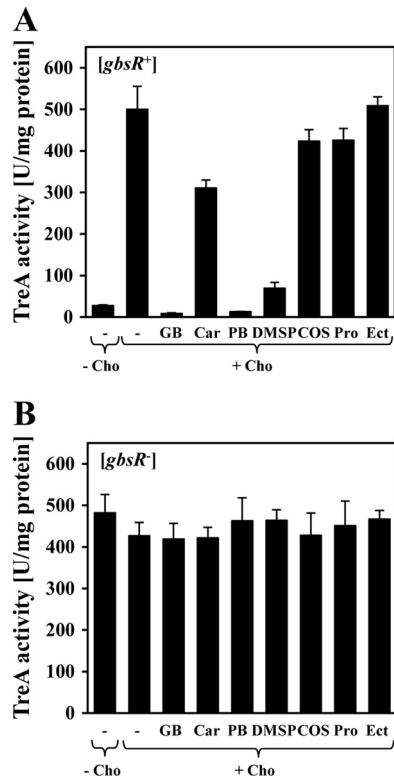 A
TreA activity [U/mg protein]
[gbsR+]
600
500
400
300
200
100
0
- - GB Car PB DMSP COS Pro Ect
- Cho + Cho
B
TreA activity [U/mg protein]
[gbsR-]
600
500
400
300
200
100
0
- - GB Car PB DMSP COS Pro Ect
- Cho + Cho